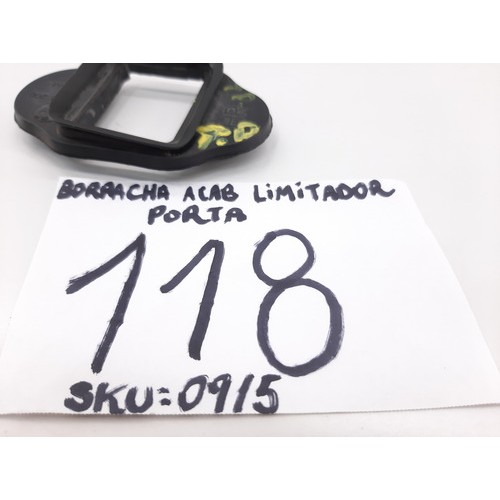 BORRACHA ACAB LIMITADOR
PORTA
118
SKU:0915